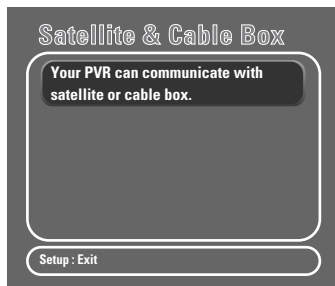 Satellite & Cable Box
Your PVR can communicate with
satellite or cable box.
Setup : Exit